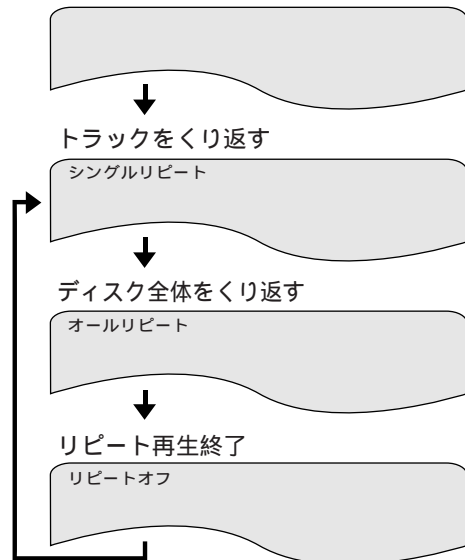 トラックをくり返す
シングルリピート
ディスク全体をくり返す
オールリピート
リピート再生終了
リピートオフ